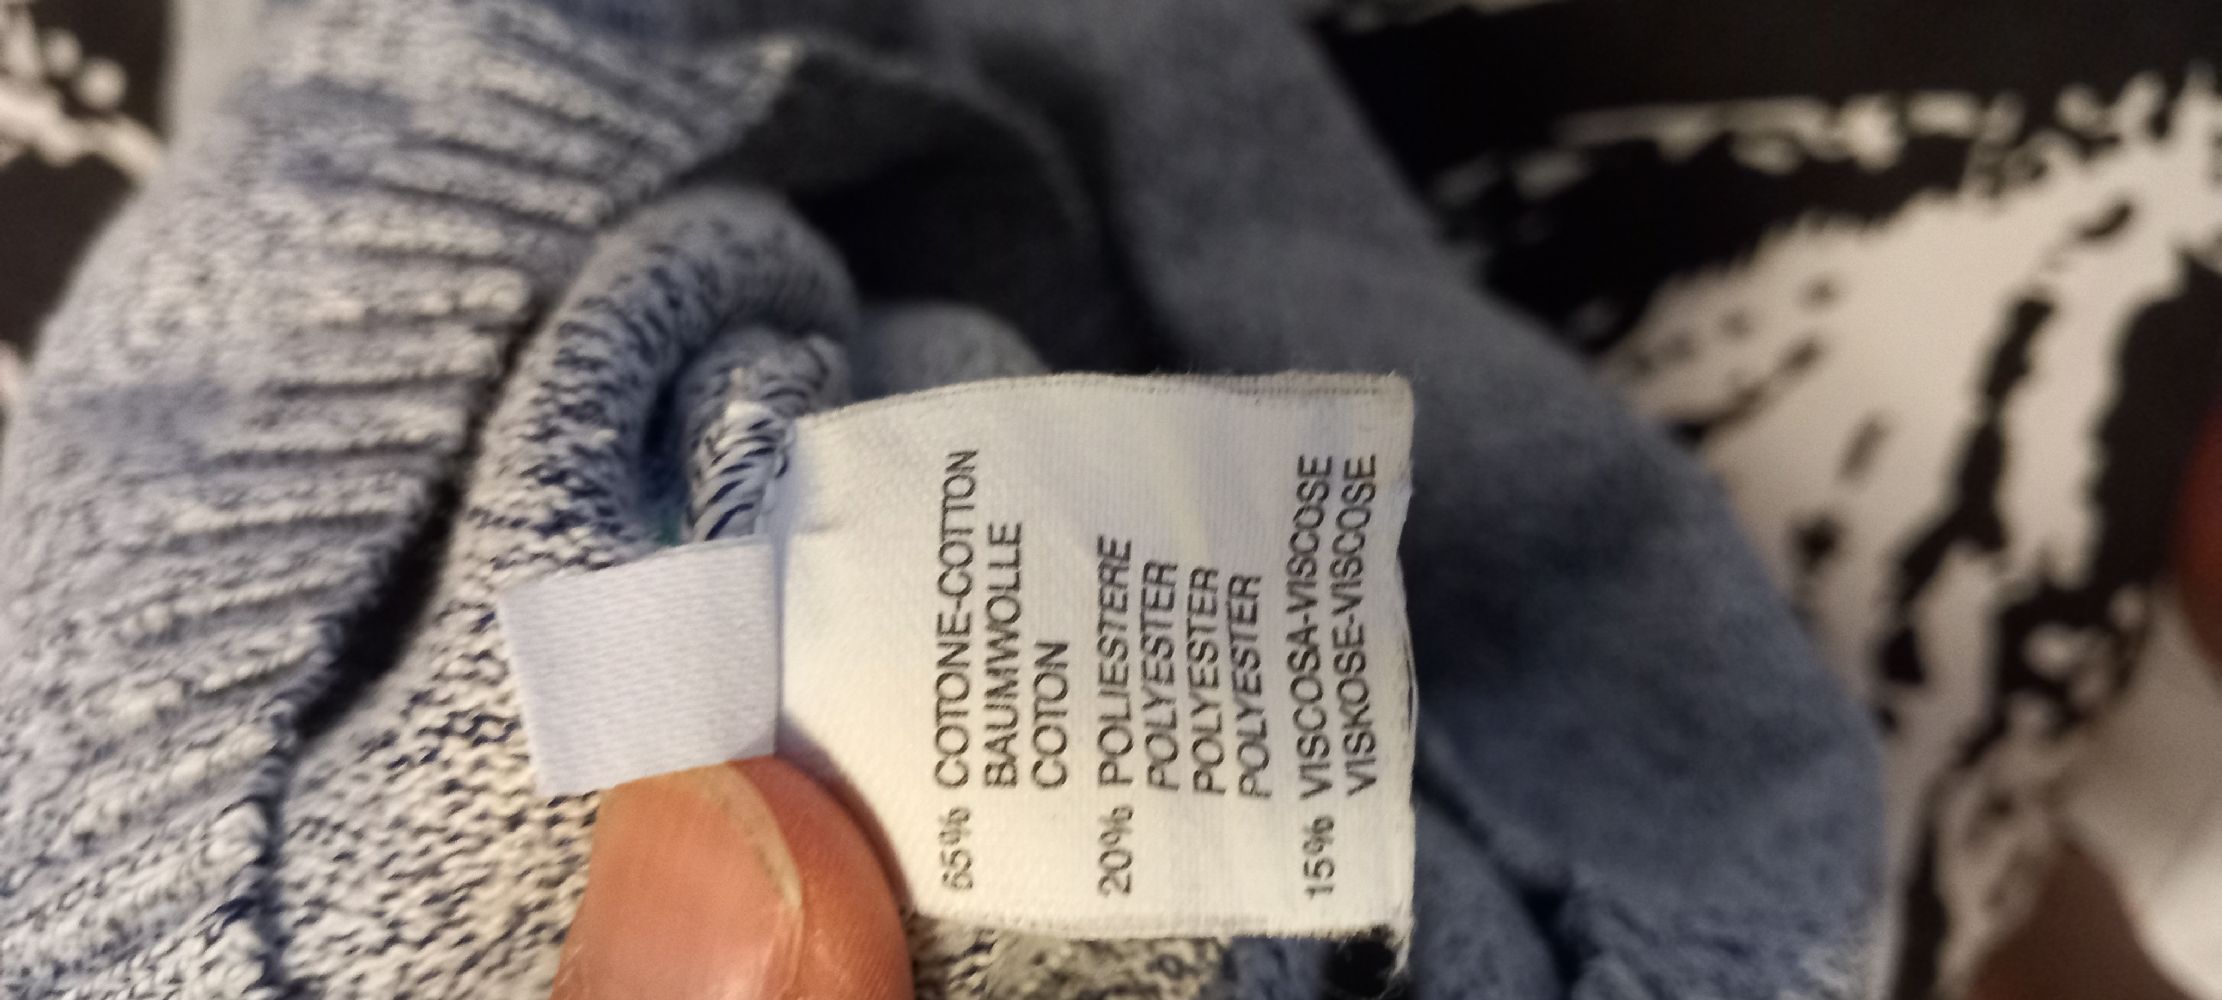 65% COTONE-COTTON
BAUMWOLLE
COTON
20% POLIESTERE
POLYESTER
POLYESTER
POLYESTER
15% VISCOSA-VISCOSE
VISKOSE-VISCOSE